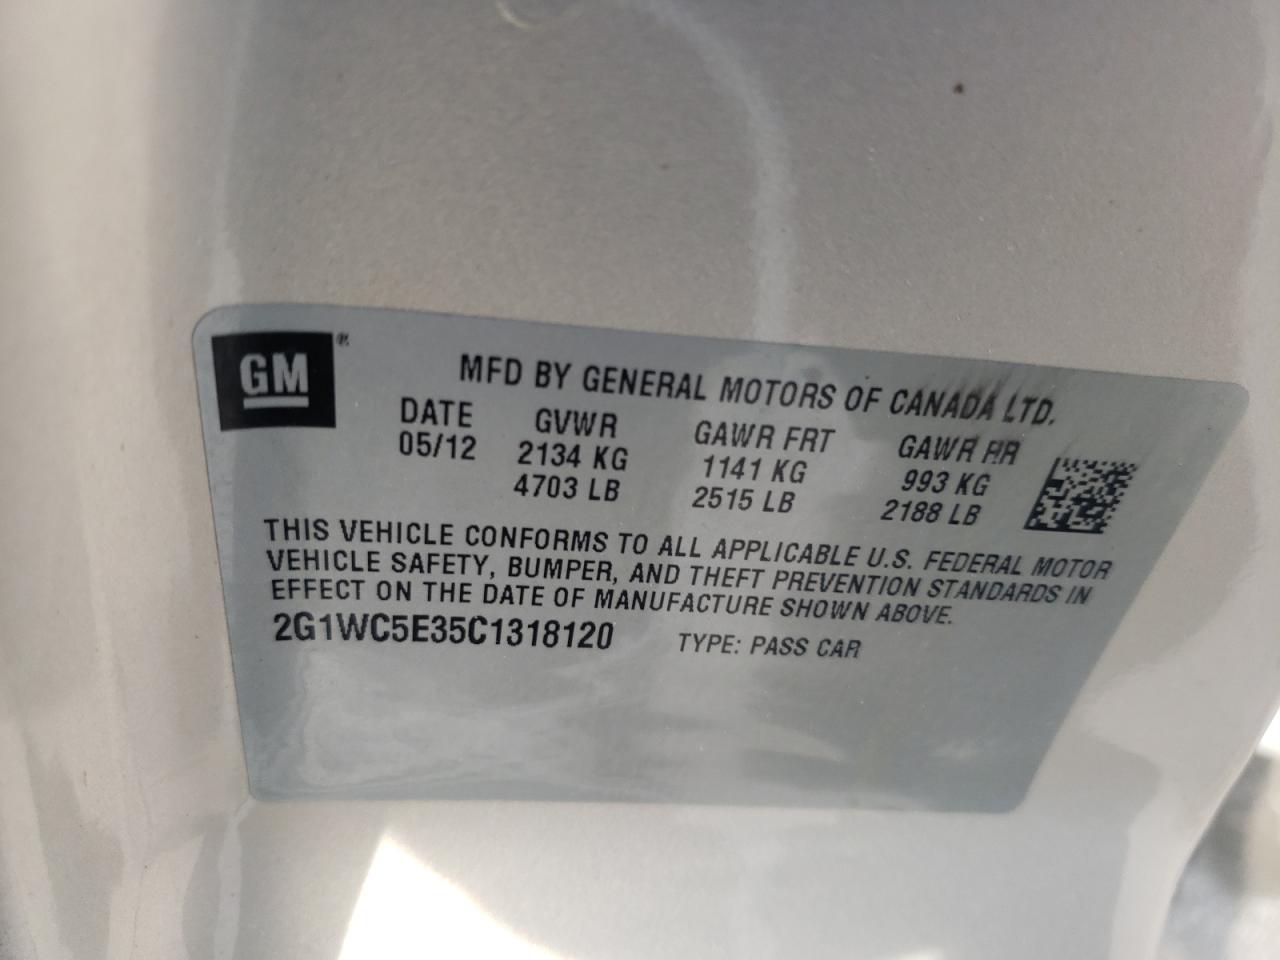 GM®
MFD BY GENERAL MOTORS OF CANADA LTD.
DATE GVWR GAWR FRT GAWR RR
05/12 2134 KG 1141 KG 993 KG
4703 LB 2515 LB 2188 LB
THIS VEHICLE CONFORMS TO ALL APPLICABLE U.S. FEDERAL MOTOR
VEHICLE SAFETY, BUMPER, AND THEFT PREVENTION STANDARDS IN
EFFECT ON THE DATE OF MANUFACTURE SHOWN ABOVE.
2G1WC5E35C1318120 TYPE: PASS CAR